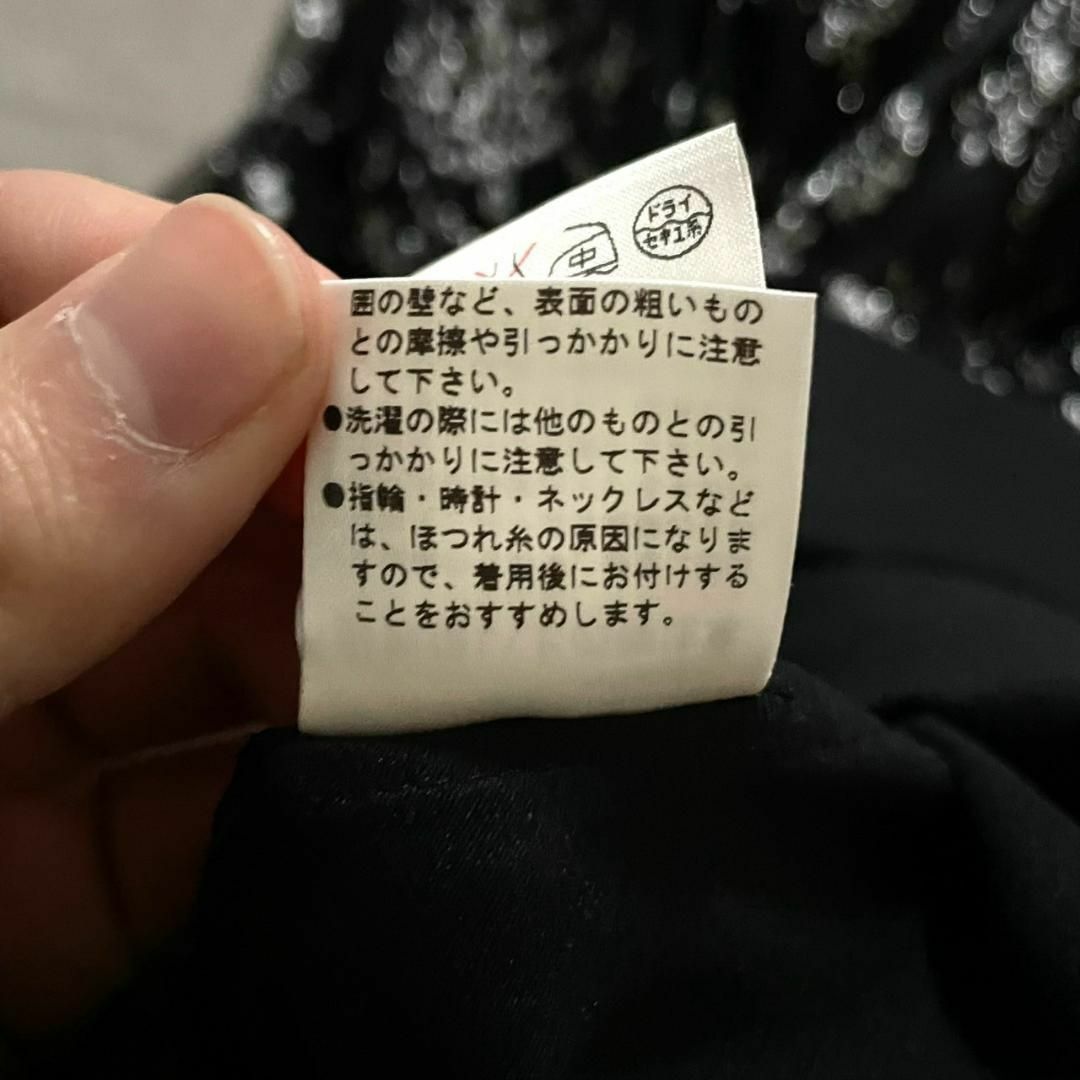 ドライ
セキユ系
中
囲の壁など、表面の粗いもの
との摩擦や引っかかりに注意
して下さい。
●洗濯の際には他のものとの引
っかかりに注意して下さい。
●指輪・時計・ネックレスなど
は、ほつれ糸の原因になりま
すので、着用後にお付けする
ことをおすすめします。